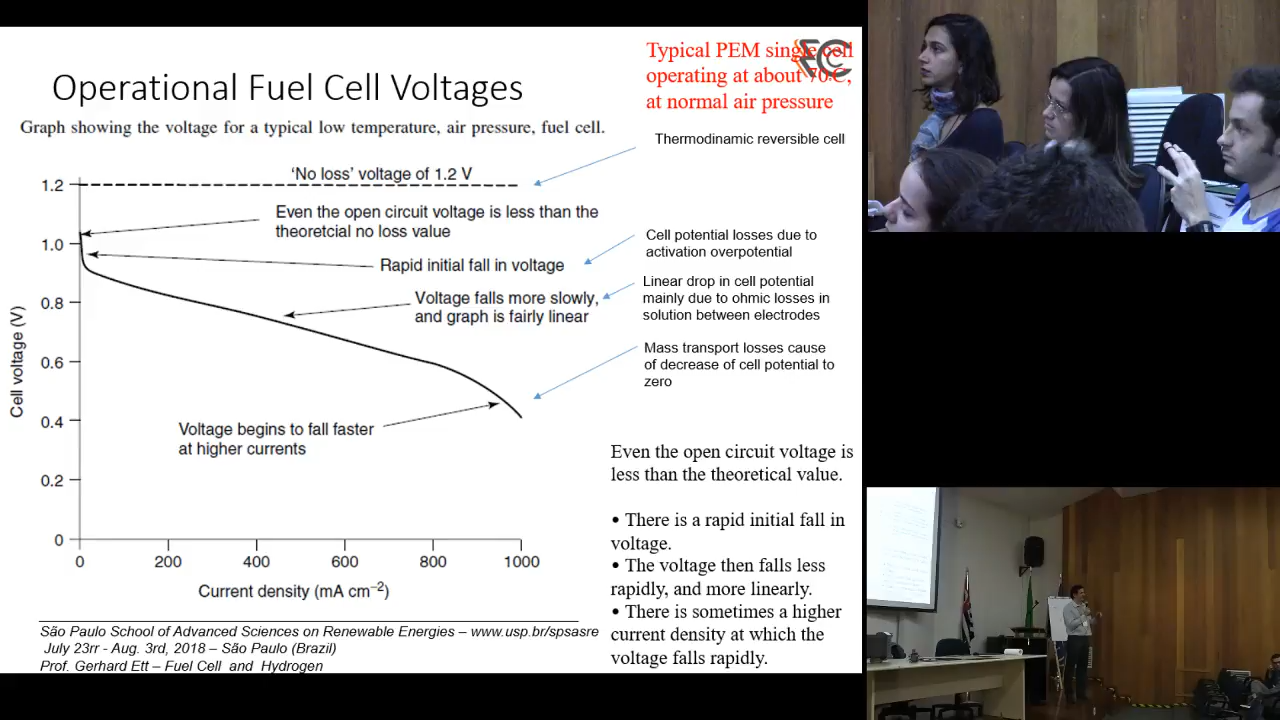 Operational Fuel Cell Voltages
Graph showing the voltage for a typical low temperature, air pressure, fuel cell.
Typical PEM single cell
operating at about 70ºC,
at normal air pressure
Thermodinamic reversible cell
'No loss' voltage of 1.2 V
Even the open circuit voltage is less than the
theoretcial no loss value
Rapid initial fall in voltage
Voltage falls more slowly,
and graph is fairly linear
Voltage begins to fall faster
at higher currents
Cell potential losses due to
activation overpotential
Linear drop in cell potential
mainly due to ohmic losses in
solution between electrodes
Mass transport losses cause
of decrease of cell potential to
zero
Cell voltage (V)
1.2
1.0
0.8
0.6
0.4
0.2
0
0 200 400 600 800 1000
Current density (mA cm⁻²)
Even the open circuit voltage is
less than the theoretical value.
• There is a rapid initial fall in
voltage.
• The voltage then falls less
rapidly, and more linearly.
• There is sometimes a higher
current density at which the
voltage falls rapidly.
São Paulo School of Advanced Sciences on Renewable Energies – www.usp.br/spsasre
July 23rr - Aug. 3rd, 2018 – São Paulo (Brazil)
Prof. Gerhard Ett – Fuel Cell and Hydrogen